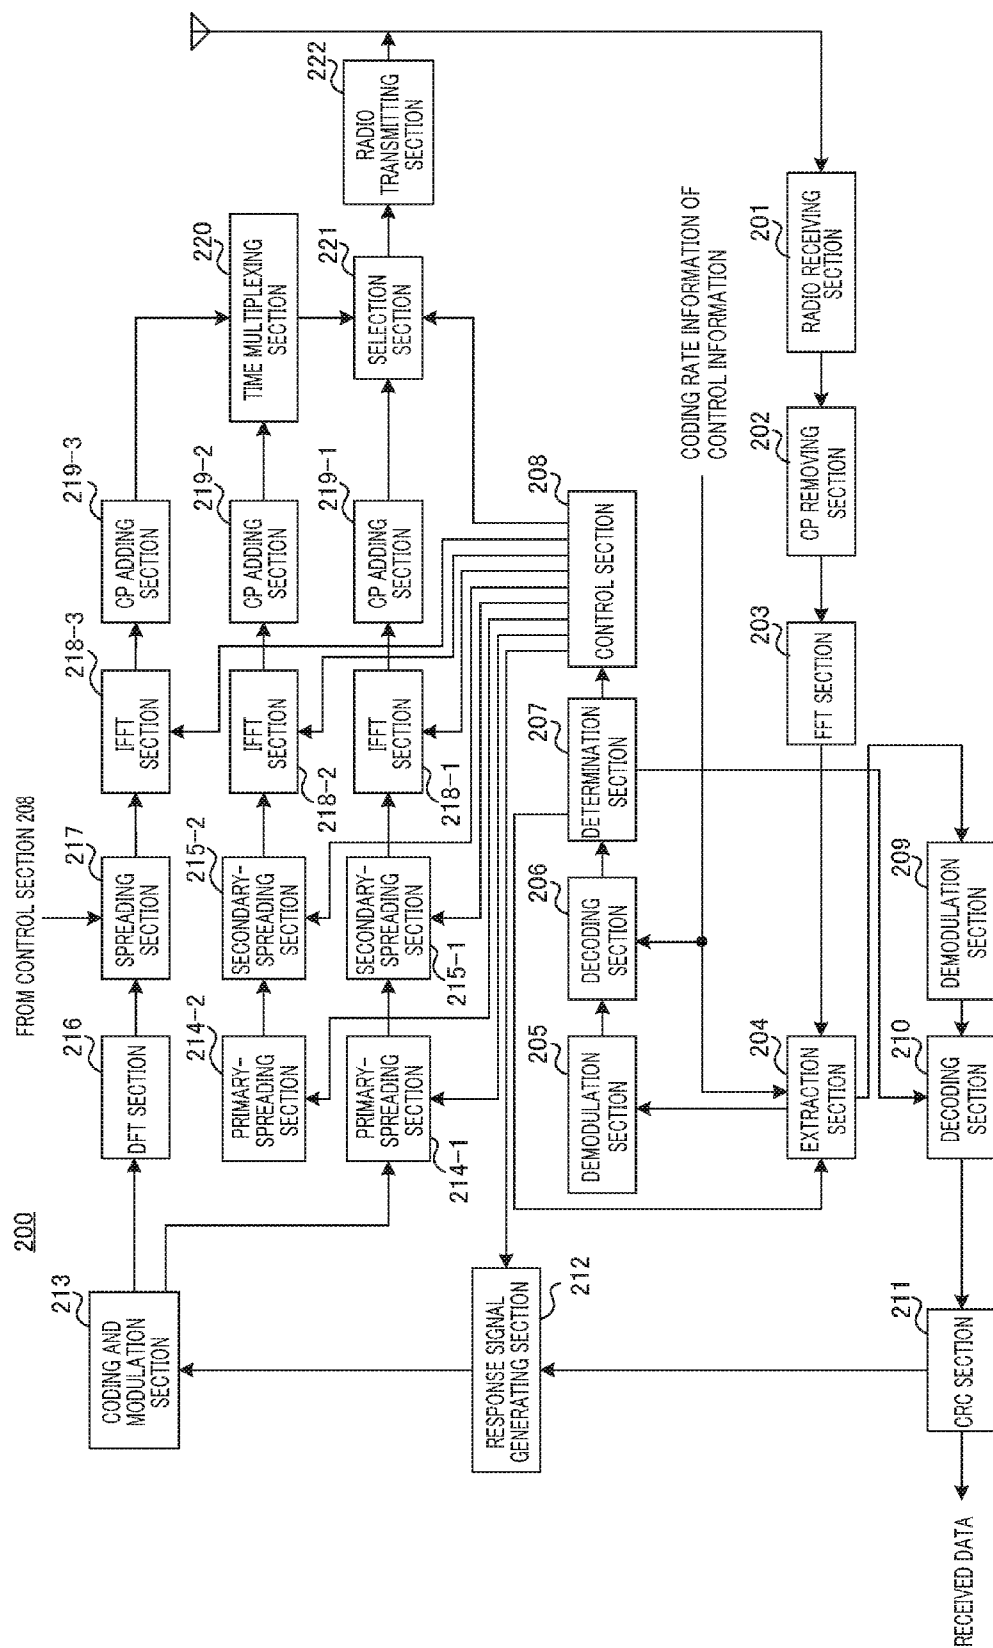 200
213
CODING AND
MODULATION
SECTION
FROM CONTROL SECTION 208
216
DFT SECTION
217
SPREADING
SECTION
218-3
IFFT
SECTION
219-3
CP ADDING
SECTION
214-2
PRIMARY-
SPREADING
SECTION
215-2
SECONDARY-
SPREADING
SECTION
218-2
IFFT
SECTION
219-2
CP ADDING
SECTION
220
TIME MULTIPLEXING
SECTION
214-1
PRIMARY-
SPREADING
SECTION
215-1
SECONDARY-
SPREADING
SECTION
218-1
IFFT
SECTION
219-1
CP ADDING
SECTION
221
SELECTION
SECTION
222
RADIO
TRANSMITTING
SECTION
212
RESPONSE SIGNAL
GENERATING SECTION
205
DEMODULATION
SECTION
206
DECODING
SECTION
207
DETERMINATION
SECTION
208
CONTROL SECTION
CODING RATE INFORMATION OF
CONTROL INFORMATION
204
EXTRACTION
SECTION
203
FFT SECTION
202
CP REMOVING
SECTION
201
RADIO RECEIVING
SECTION
RECEIVED DATA
211
CRC SECTION
210
DECODING
SECTION
209
DEMODULATION
SECTION